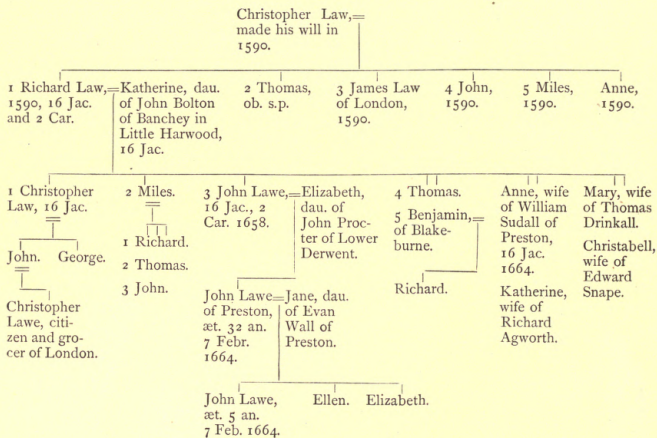 Christopher Law,=
made his will in
1590.
1 Richard Law,=
1590, 16 Jac.
and 2 Car.
Katherine, dau.
of John Bolton
of Banchey in
Little Harwood,
16 Jac.
2 Thomas,
ob. s.p.
3 James Law
of London,
1590.
4 John,
1590.
5 Miles,
1590.
Anne,
1590.
1 Christopher
Law, 16 Jac.
=
2 Miles.
=
3 John Lawe,=
16 Jac., 2
Car. 1658.
Elizabeth,
dau. of
John Proc-
ter of Lower
Derwent.
4 Thomas.
5 Benjamin,=
of Blake-
burne.
Anne, wife
of William
Sudall of
Preston,
16 Jac.
1664.
Katherine,
wife of
Richard
Agworth.
Mary, wife
of Thomas
Drinkall.
Christabell,
wife of
Edward
Snape.
John.
=
George.
1 Richard.
2 Thomas.
3 John.
Richard.
Christopher
Lawe, citi-
zen and gro-
cer of London.
John Lawe=
of Preston,
æt. 32 an.
7 Febr.
1664.
Jane, dau.
of Evan
Wall of
Preston.
John Lawe,
æt. 5 an.
7 Feb. 1664.
Ellen.
Elizabeth.